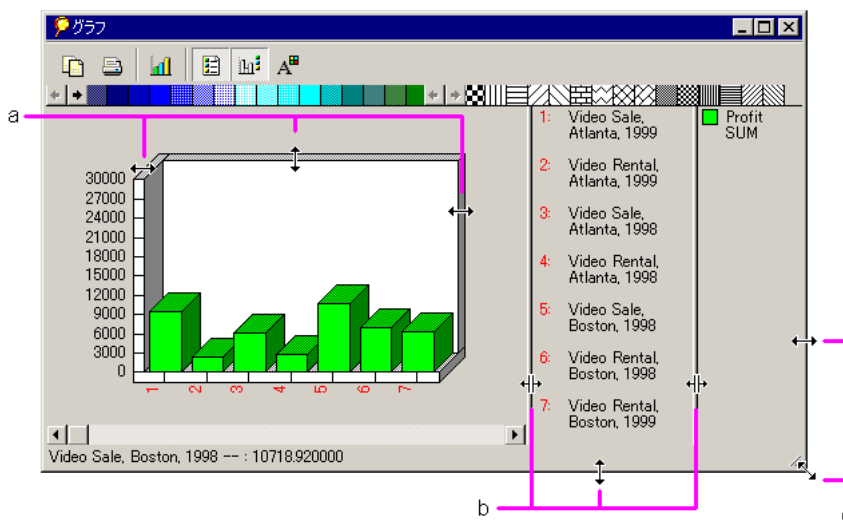 グラフ
A
a
1: Video Sale,
Atlanta, 1999
2: Video Rental,
Atlanta, 1999
3: Video Sale,
Atlanta, 1998
4: Video Rental,
Atlanta, 1998
5: Video Sale,
Boston, 1998
6: Video Rental,
Boston, 1998
7: Video Rental,
Boston, 1999
Profit
SUM
30000
27000
24000
21000
18000
15000
12000
9000
6000
3000
0
1 2 3 4 5 6 7
Video Sale, Boston, 1998 -- : 10718.920000
b